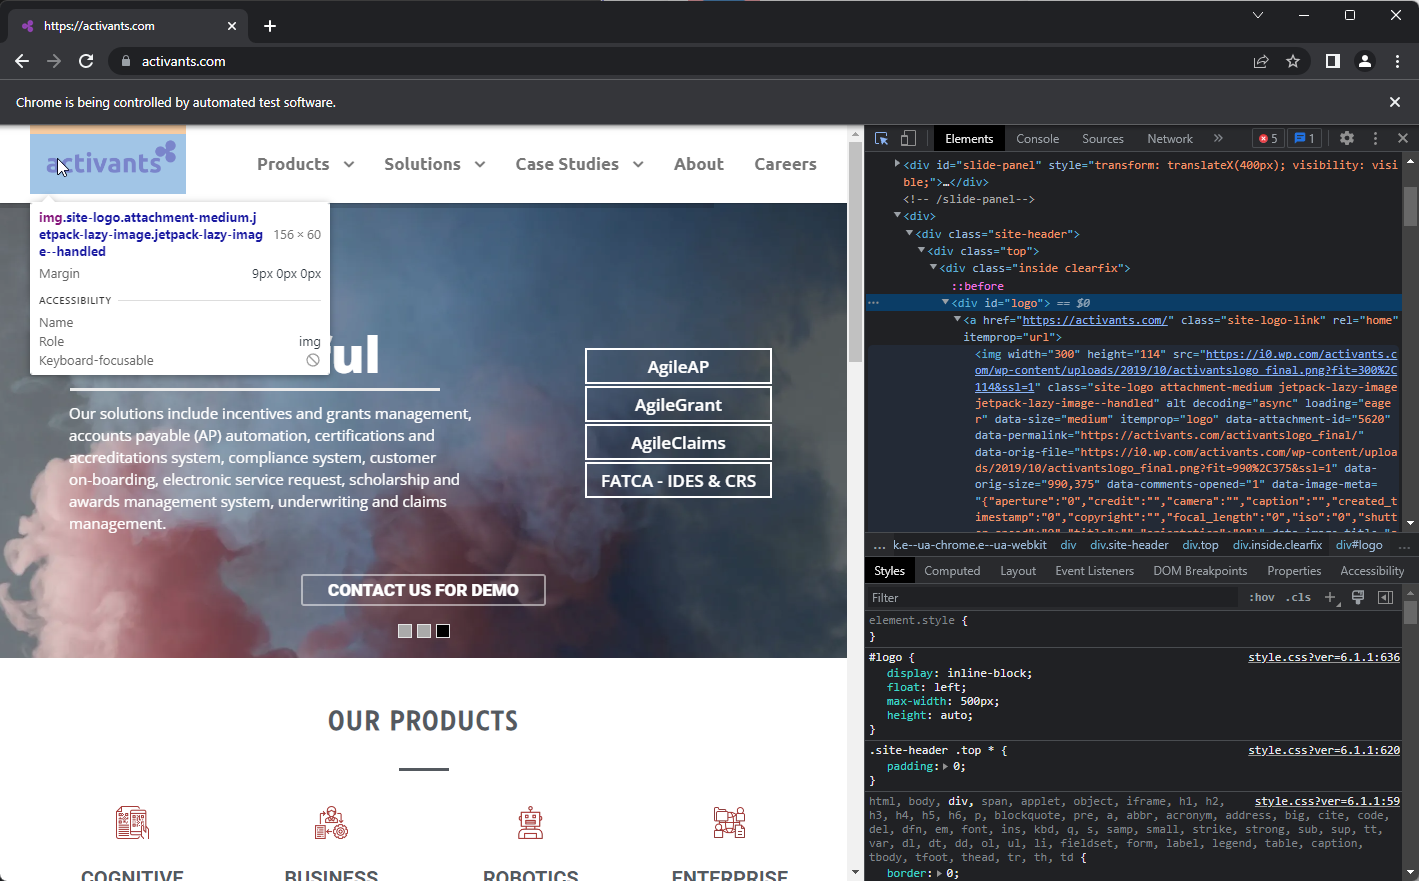 https://activants.com
activants.com
Chrome is being controlled by automated test software.
activants
Products
Solutions
Case Studies
About
Careers
img.site-logo.attachment-medium.j
etpack-lazy-image.jetpack-lazy-imag
e--handled
156 × 60
Margin
9px 0px 0px
ACCESSIBILITY
Name
Role
img
Keyboard-focusable
Our solutions include incentives and grants management,
accounts payable (AP) automation, certifications and
accreditations system, compliance system, customer
on-boarding, electronic service request, scholarship and
awards management system, underwriting and claims
management.
AgileAP
AgileGrant
AgileClaims
FATCA - IDES & CRS
CONTACT US FOR DEMO
OUR PRODUCTS
COGNITIVE
BUSINESS
ROBOTICS
ENTERPRISE
Elements
Console
Sources
Network
»
5
1
<div id="slide-panel" style="transform: translateX(400px); visibility: visi
ble;">…</div>
<!-- /slide-panel-->
<div>
<div class="site-header">
<div class="top">
<div class="inside clearfix">
::before
<div id="logo"> == $0
<a href="https://activants.com/" class="site-logo-link" rel="home"
itemprop="url">
<img width="300" height="114" src="https://i0.wp.com/activants.c
om/wp-content/uploads/2019/10/activantslogo_final.png?fit=300%2C
114&ssl=1" class="site-logo attachment-medium jetpack-lazy-image
jetpack-lazy-image--handled" alt decoding="async" loading="eage
r" data-size="medium" itemprop="logo" data-attachment-id="5620"
data-permalink="https://activants.com/activantslogo_final/"
data-orig-file="https://i0.wp.com/activants.com/wp-content/uploa
ds/2019/10/activantslogo_final.png?fit=990%2C375&ssl=1" data-
orig-size="990,375" data-comments-opened="1" data-image-meta=
"{"aperture":"0","credit":"","camera":"","caption":"","created_t
imestamp":"0","copyright":"","focal_length":"0","iso":"0","shutt
... k.e--ua-chrome.e--ua-webkit div div.site-header div.top div.inside.clearfix div#logo ...
Styles
Computed
Layout
Event Listeners
DOM Breakpoints
Properties
Accessibility
Filter
:hov .cls +
element.style {
}
#logo {
style.css?ver=6.1.1:636
display: inline-block;
float: left;
max-width: 500px;
height: auto;
}
.site-header .top * {
style.css?ver=6.1.1:620
padding: 0;
}
html, body, div, span, applet, object, iframe, h1, h2,
style.css?ver=6.1.1:59
h3, h4, h5, h6, p, blockquote, pre, a, abbr, acronym, address, big, cite, code,
del, dfn, em, font, ins, kbd, q, s, samp, small, strike, strong, sub, sup, tt,
var, dl, dt, dd, ol, ul, li, fieldset, form, label, legend, table, caption,
tbody, tfoot, thead, tr, th, td {
border: 0;